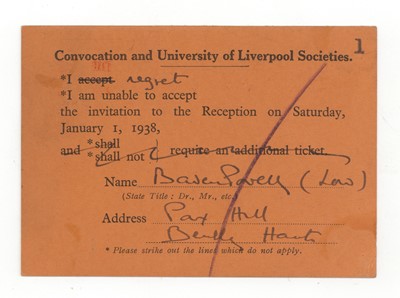 1
Convocation and University of Liverpool Societies.
*I accept regret
*I am unable to accept
the invitation to the Reception on Saturday,
January 1, 1938,
and *shall
*shall not I require an additional ticket.
Name Baden Powell (Low)
(State Title: Dr., Mr., etc.)
Address Pax Hill
Bentley Hants
* Please strike out the lines which do not apply.